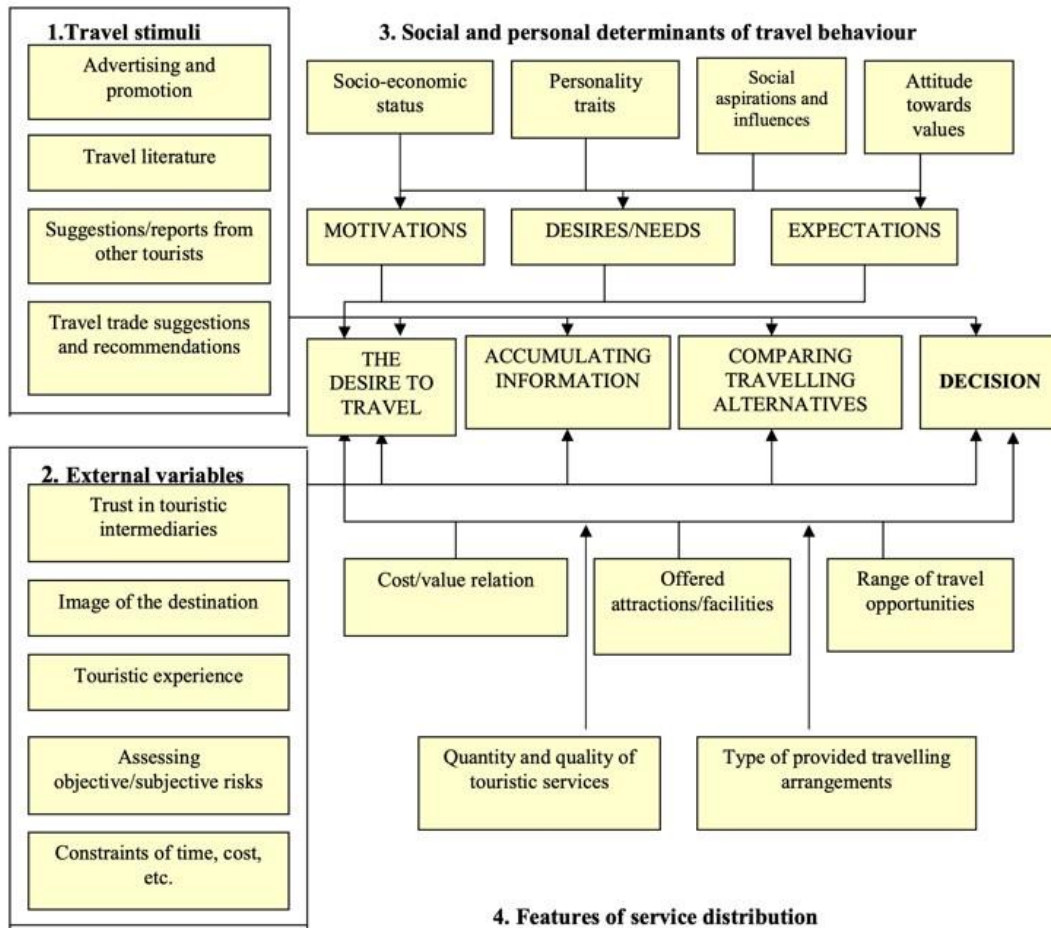 1.Travel stimuli
Advertising and
promotion
Travel literature
Suggestions/reports from
other tourists
Travel trade suggestions
and recommendations
3. Social and personal determinants of travel behaviour
Socio-economic
status
Personality
traits
Social
aspirations and
influences
Attitude
towards
values
MOTIVATIONS
DESIRES/NEEDS
EXPECTATIONS
THE
DESIRE TO
TRAVEL
ACCUMULATING
INFORMATION
COMPARING
TRAVELLING
ALTERNATIVES
DECISION
2. External variables
Trust in touristic
intermediaries
Image of the destination
Touristic experience
Assessing
objective/subjective risks
Constraints of time, cost,
etc.
Cost/value relation
Offered
attractions/facilities
Range of travel
opportunities
Quantity and quality of
touristic services
Type of provided travelling
arrangements
4. Features of service distribution